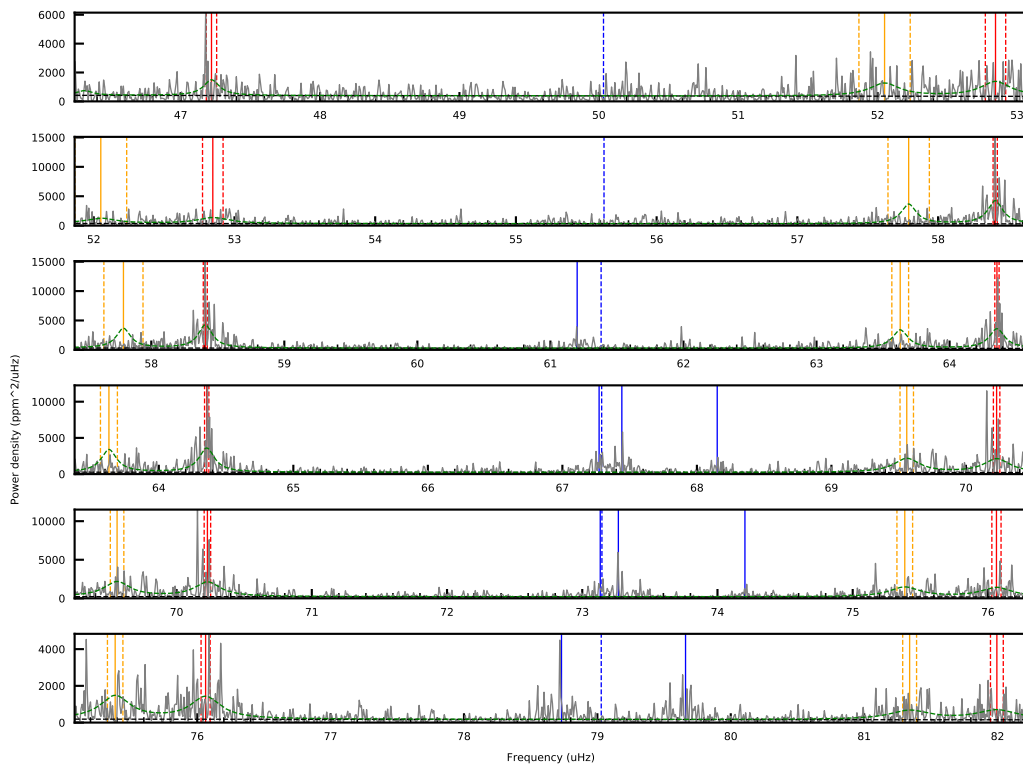 6000
4000
2000
0
47 48 49 50 51 52 53
15000
10000
5000
0
52 53 54 55 56 57 58
15000
10000
5000
0
58 59 60 61 62 63 64
Power density (ppm^2/uHz)
10000
5000
0
64 65 66 67 68 69 70
10000
5000
0
70 71 72 73 74 75 76
4000
2000
0
76 77 78 79 80 81 82
Frequency (uHz)